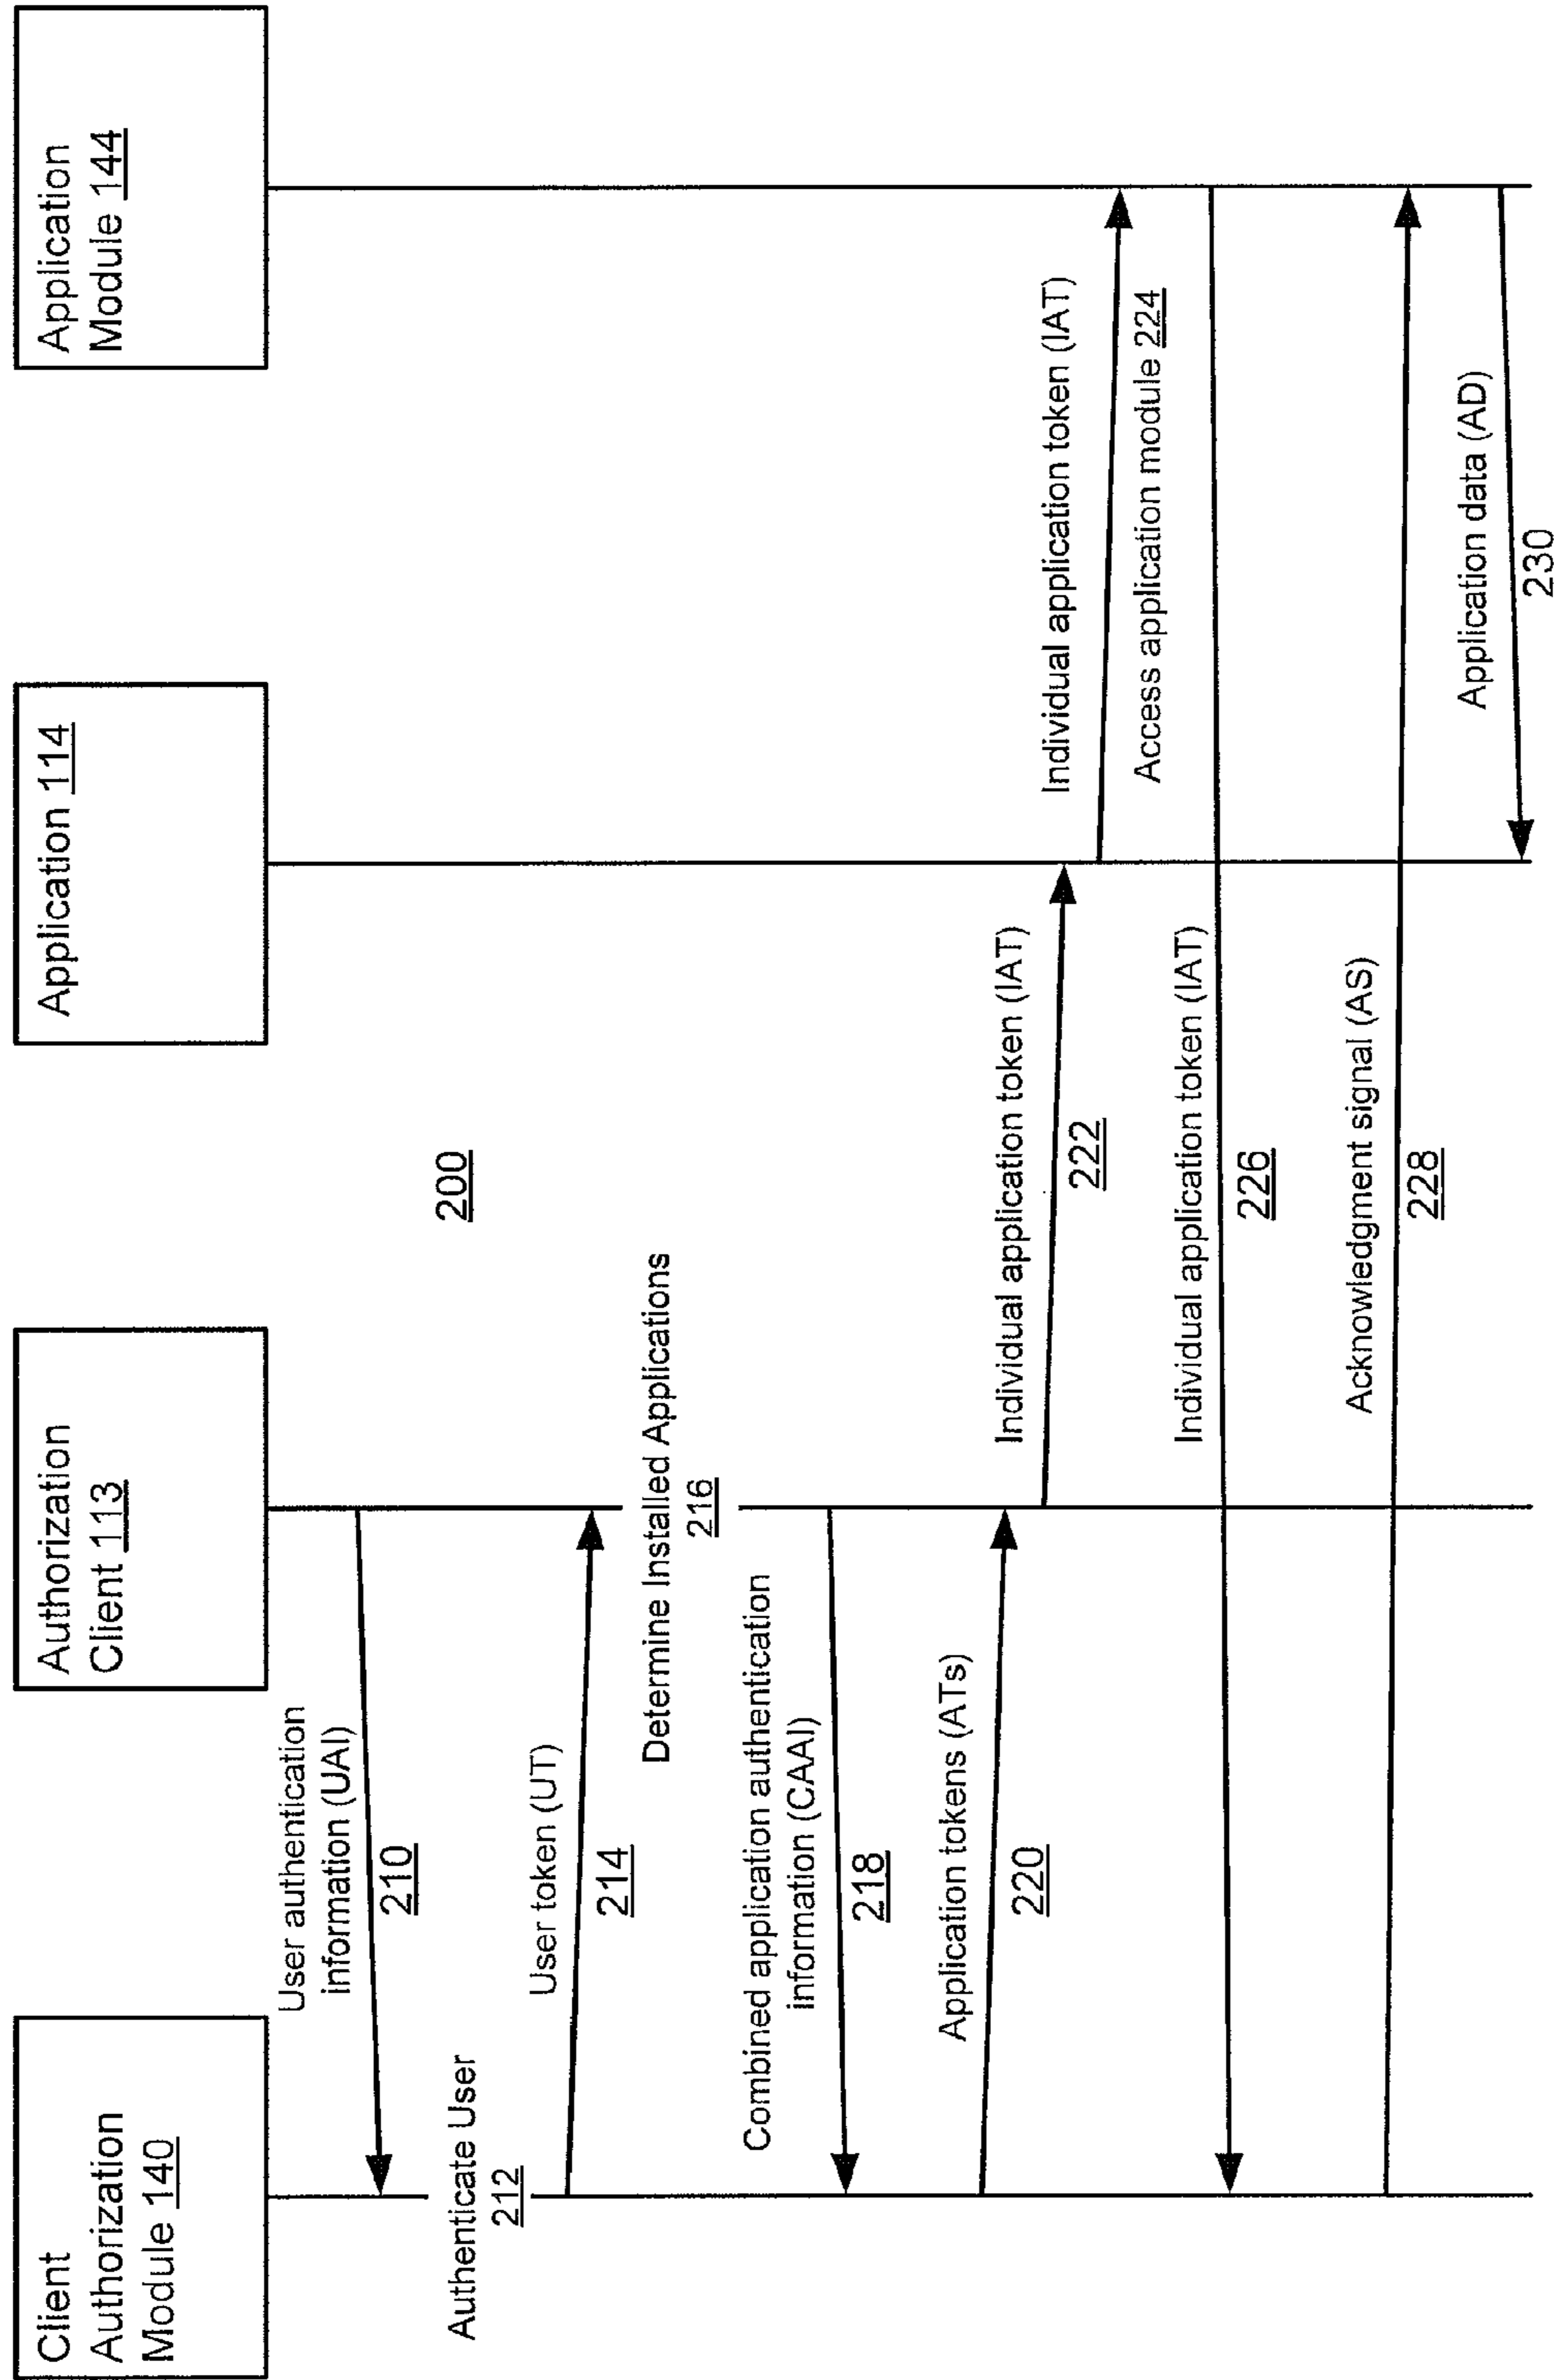 Client
Authorization
Module 140
Authorization
Client 113
Application 114
Application
Module 144
User authentication
information (UAI)
210
Authenticate User
212
200
User token (UT)
214
Determine Installed Applications
216
Combined application authentication
information (CAAI)
218
Application tokens (ATs)
220
Individual application token (IAT)
222
Individual application token (IAT)
Access application module 224
Individual application token (IAT)
226
Acknowledgment signal (AS)
228
Application data (AD)
230